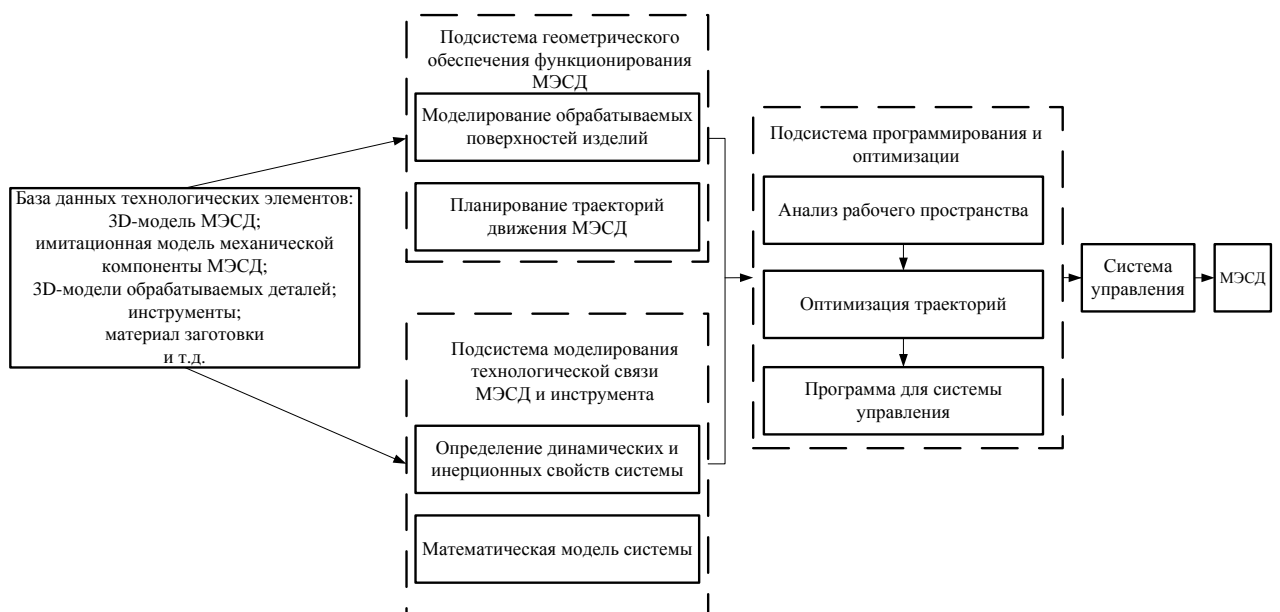 База данных технологических элементов:
3D-модель МЭСД;
имитационная модель механической
компоненты МЭСД;
3D-модели обрабатываемых деталей;
инструменты;
материал заготовки
и т.д.
Подсистема геометрического
обеспечения функционирования
МЭСД
Моделирование обрабатываемых
поверхностей изделий
Планирование траекторий
движения МЭСД
Подсистема моделирования
технологической связи
МЭСД и инструмента
Определение динамических и
инерционных свойств системы
Математическая модель системы
Подсистема программирования и
оптимизации
Анализ рабочего пространства
Оптимизация траекторий
Программа для системы
управления
Система
управления
МЭСД